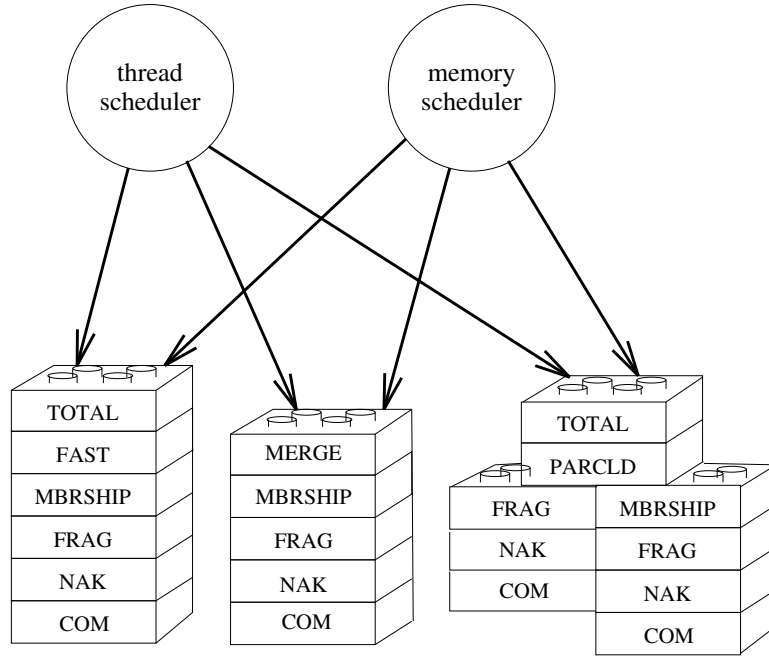 thread
scheduler
memory
scheduler
TOTAL
FAST
MBRSHIP
FRAG
NAK
COM
MERGE
MBRSHIP
FRAG
NAK
COM
TOTAL
PARCLD
FRAG
NAK
COM
MBRSHIP
FRAG
NAK
COM